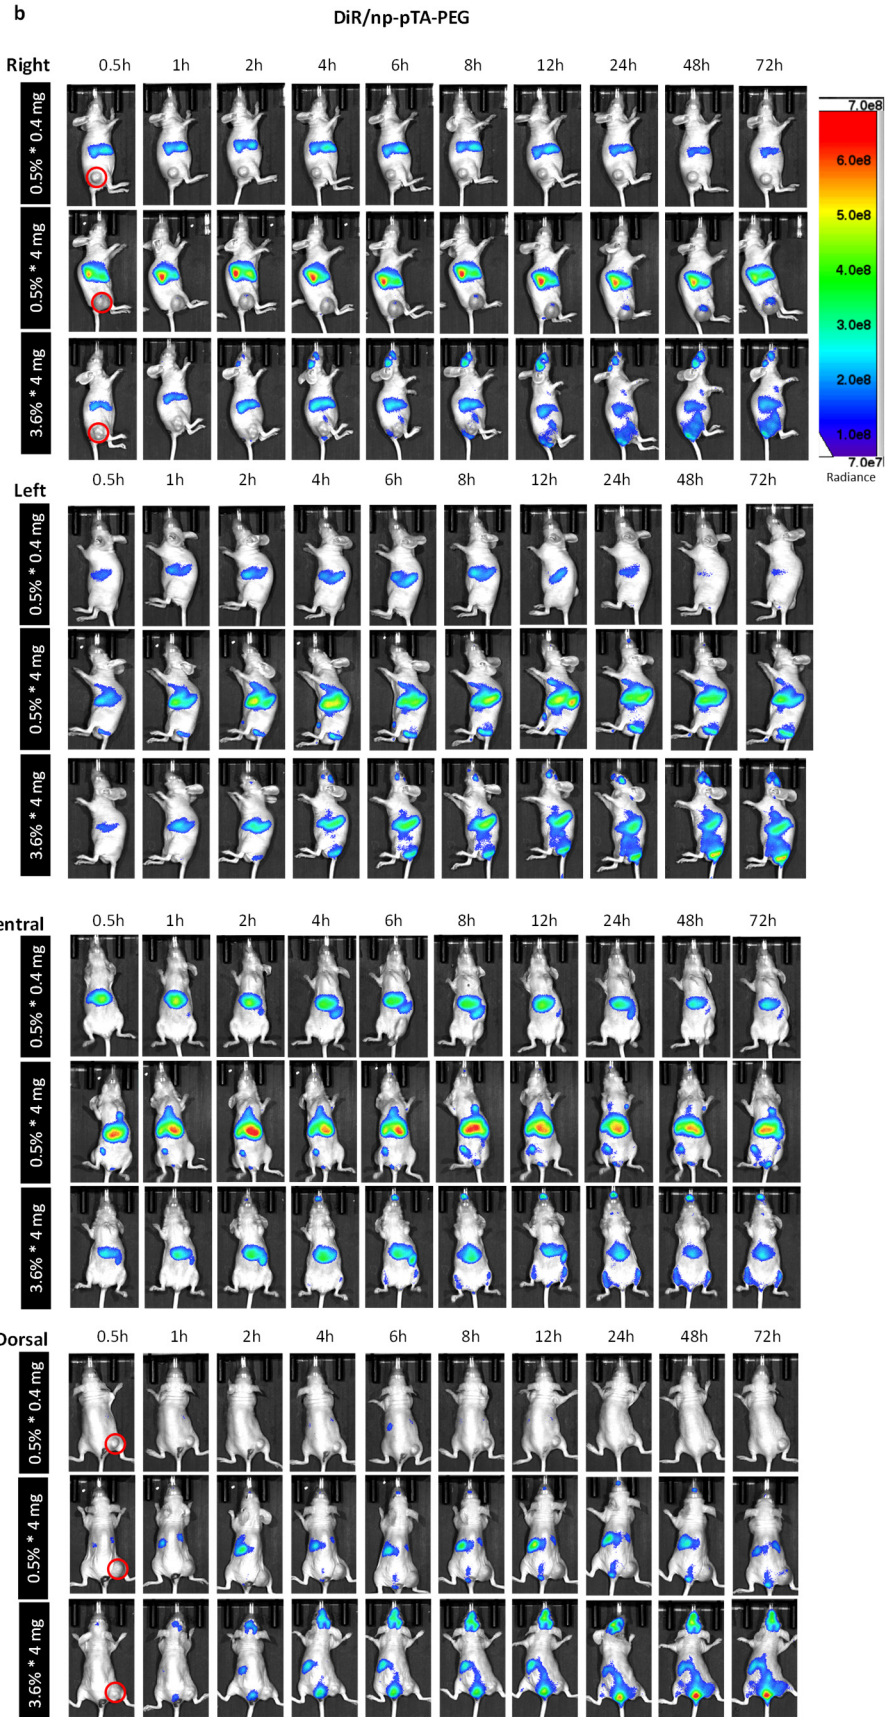 b
DiR/np-pTA-PEG
Right 0.5h 1h 2h 4h 6h 8h 12h 24h 48h 72h
0.5% * 0.4 mg
0.5% * 4 mg
3.6% * 4 mg
7.0e8
6.0e8
5.0e8
4.0e8
3.0e8
2.0e8
1.0e8
7.0e7
Radiance
Left 0.5h 1h 2h 4h 6h 8h 12h 24h 48h 72h
0.5% * 0.4 mg
0.5% * 4 mg
3.6% * 4 mg
entral 0.5h 1h 2h 4h 6h 8h 12h 24h 48h 72h
0.5% * 0.4 mg
0.5% * 4 mg
3.6% * 4 mg
Dorsal 0.5h 1h 2h 4h 6h 8h 12h 24h 48h 72h
0.5% * 0.4 mg
0.5% * 4 mg
3.6% * 4 mg